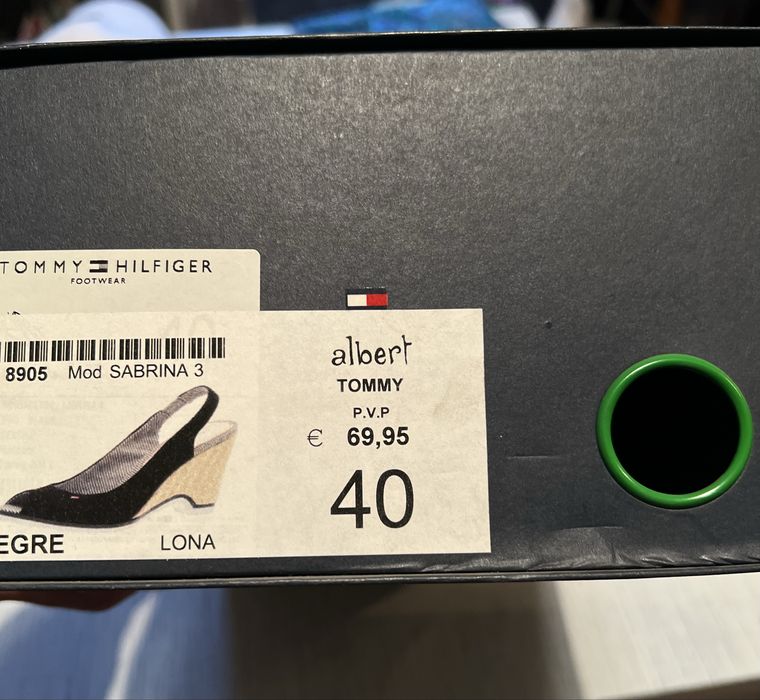 TOMMY HILFIGER
FOOTWEAR
8905 Mod SABRINA 3
EGRE LONA
albert
TOMMY
P.V.P
€ 69,95
40